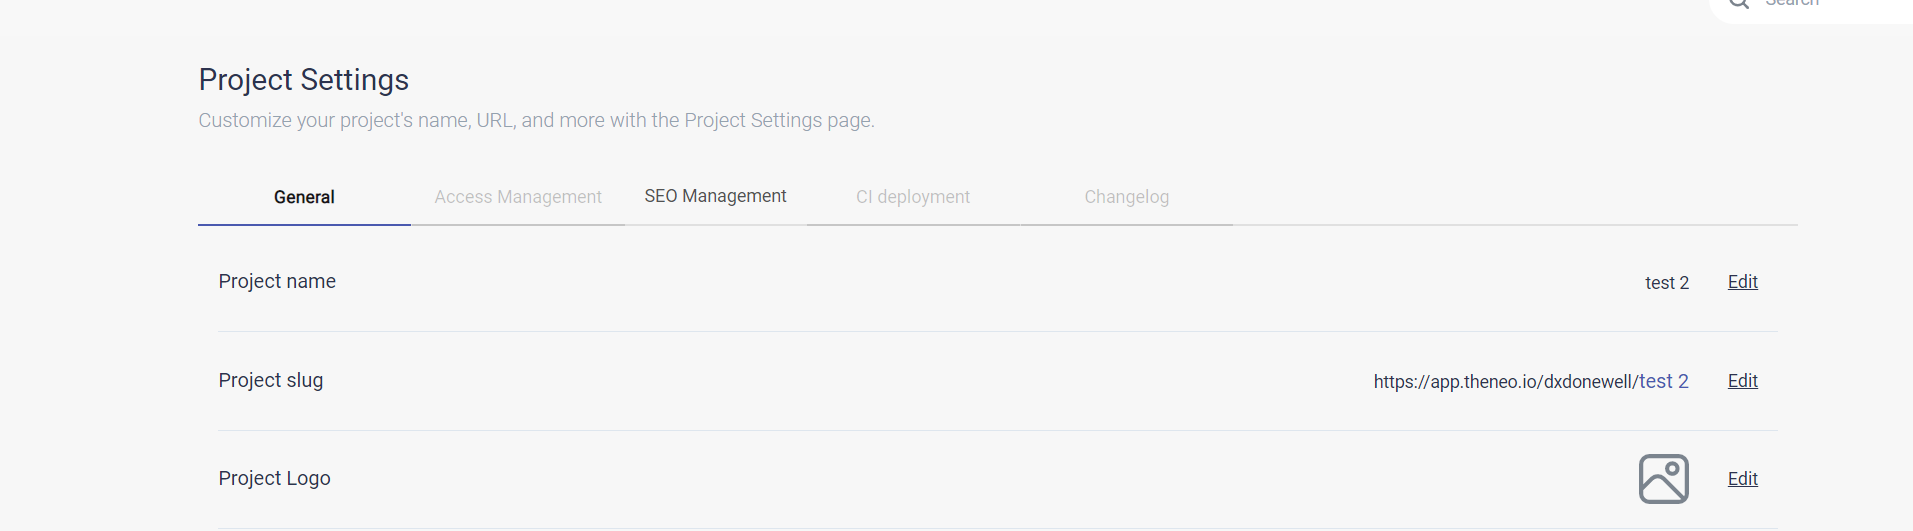 Search
Project Settings
Customize your project's name, URL, and more with the Project Settings page.
General Access Management SEO Management CI deployment Changelog
Project name test 2 Edit
Project slug https://app.theneo.io/dxdonewell/test 2 Edit
Project Logo Edit